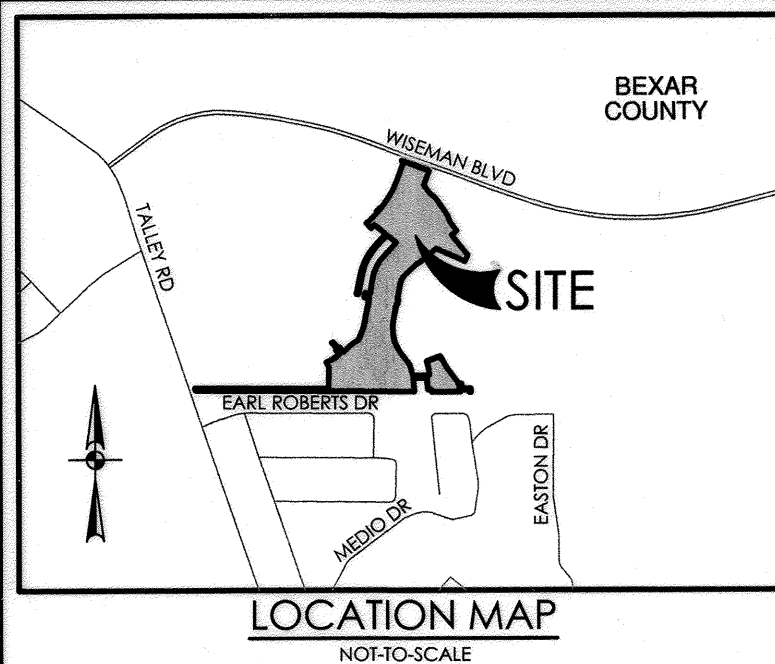 BEXAR
COUNTY
WISEMAN BLVD
TALLEY RD
SITE
EARL ROBERTS DR
EASTON DR
MEDIO DR
LOCATION MAP
NOT-TO-SCALE